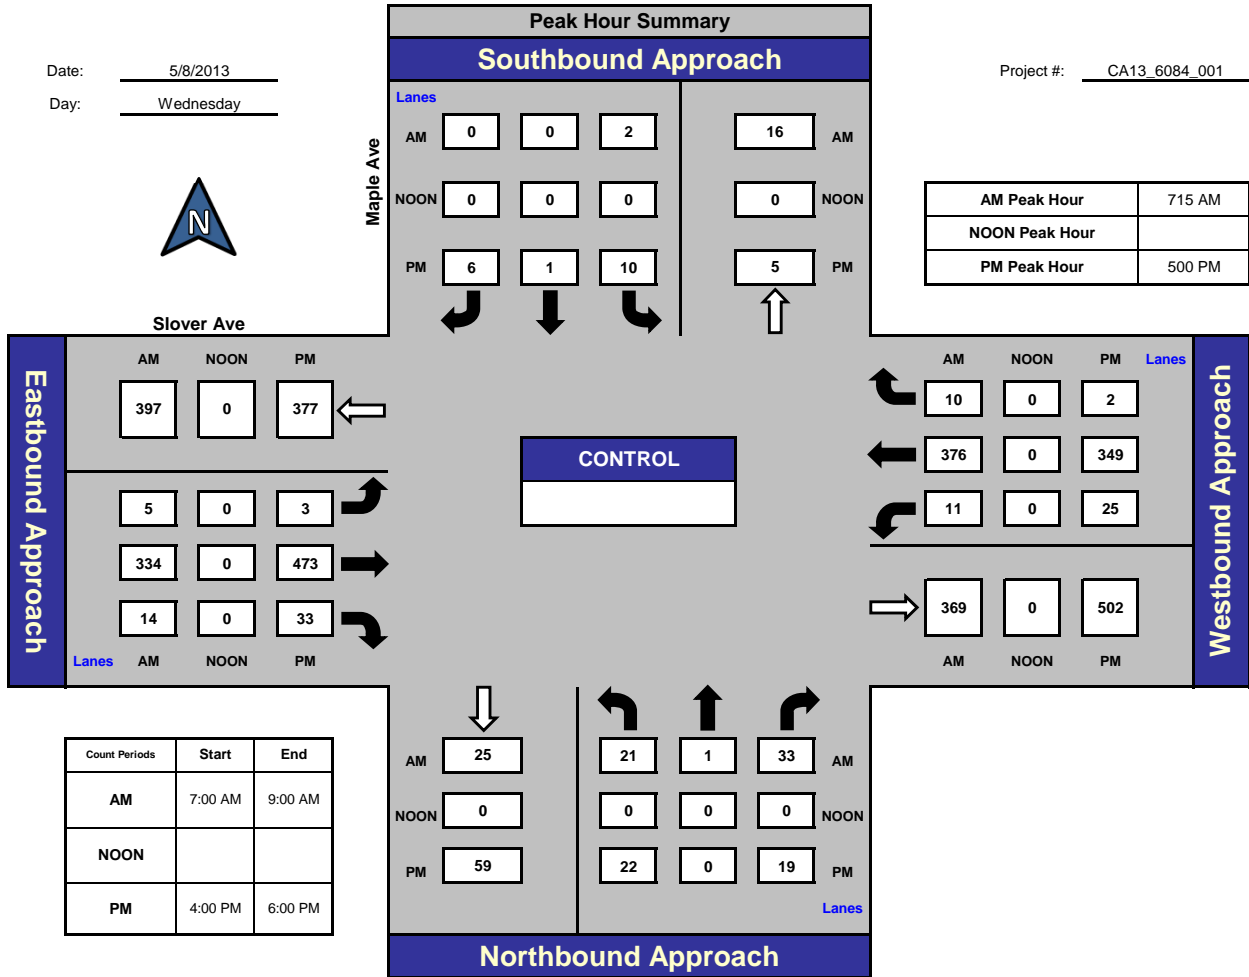 Peak Hour Summary
Southbound Approach
Date: 5/8/2013
Day: Wednesday
Project #: CA13_6084_001
Lanes
Maple Ave
AM 0 0 2 16 AM
NOON 0 0 0 0 NOON
PM 6 1 10 5 PM
N
AM Peak Hour 715 AM
NOON Peak Hour
PM Peak Hour 500 PM
Slover Ave
Eastbound Approach
AM NOON PM
397 0 377
5 0 3
334 0 473
14 0 33
Lanes AM NOON PM
CONTROL
AM NOON PM Lanes
10 0 2
376 0 349
11 0 25
369 0 502
AM NOON PM
Westbound Approach
AM 25 21 1 33 AM
NOON 0 0 0 0 NOON
PM 59 22 0 19 PM
Lanes
Northbound Approach
Count Periods Start End
AM 7:00 AM 9:00 AM
NOON
PM 4:00 PM 6:00 PM